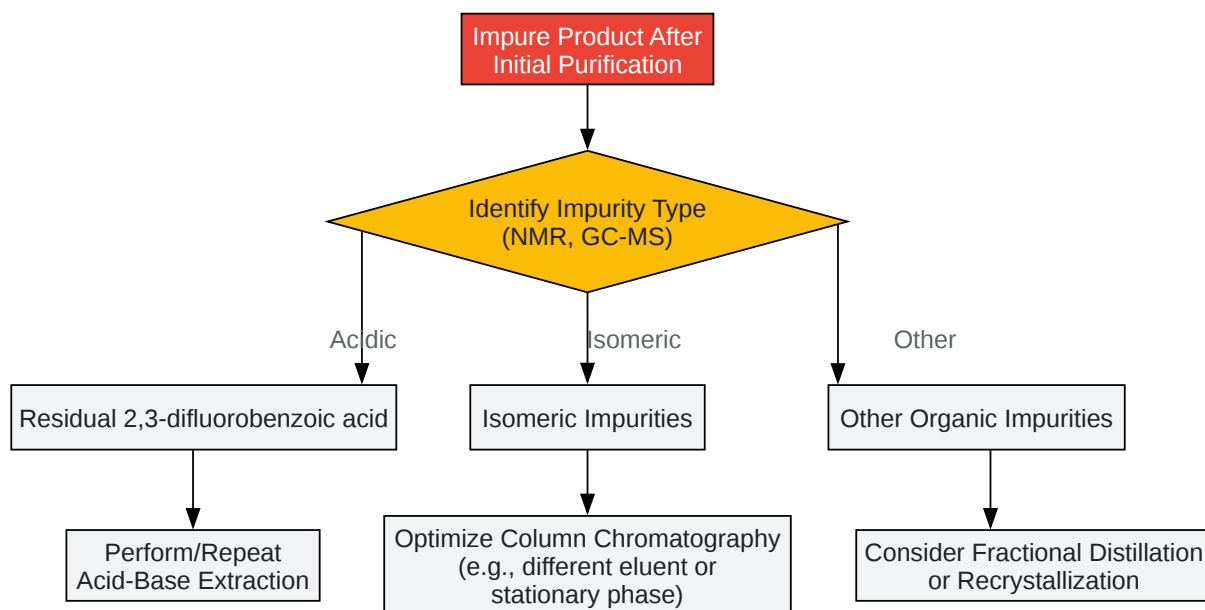 Impure Product After
Initial Purification
Identify Impurity Type
(NMR, GC-MS)
Acidic
Isomeric
Other
Residual 2,3-difluorobenzoic acid
Isomeric Impurities
Other Organic Impurities
Perform/Repeat
Acid-Base Extraction
Optimize Column Chromatography
(e.g., different eluent or
stationary phase)
Consider Fractional Distillation
or Recrystallization